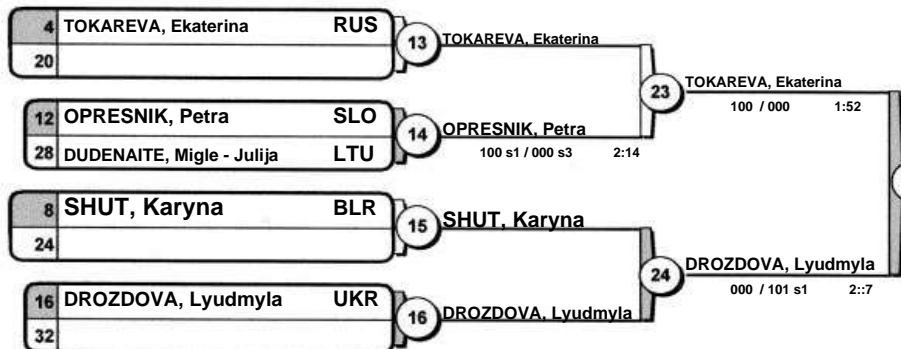 4 TOKAREVA, Ekaterina RUS
20
13 TOKAREVA, Ekaterina
23 TOKAREVA, Ekaterina
100 / 000 1:52
12 OPRESNIK, Petra SLO
28 DUDENAITE, Migle - Julija LTU
14 OPRESNIK, Petra
100 s1 / 000 s3 2:14
8 SHUT, Karyna BLR
24
15 SHUT, Karyna
24 DROZDOVA, Lyudmyla
000 / 101 s1 2::7
16 DROZDOVA, Lyudmyla UKR
32
16 DROZDOVA, Lyudmyla